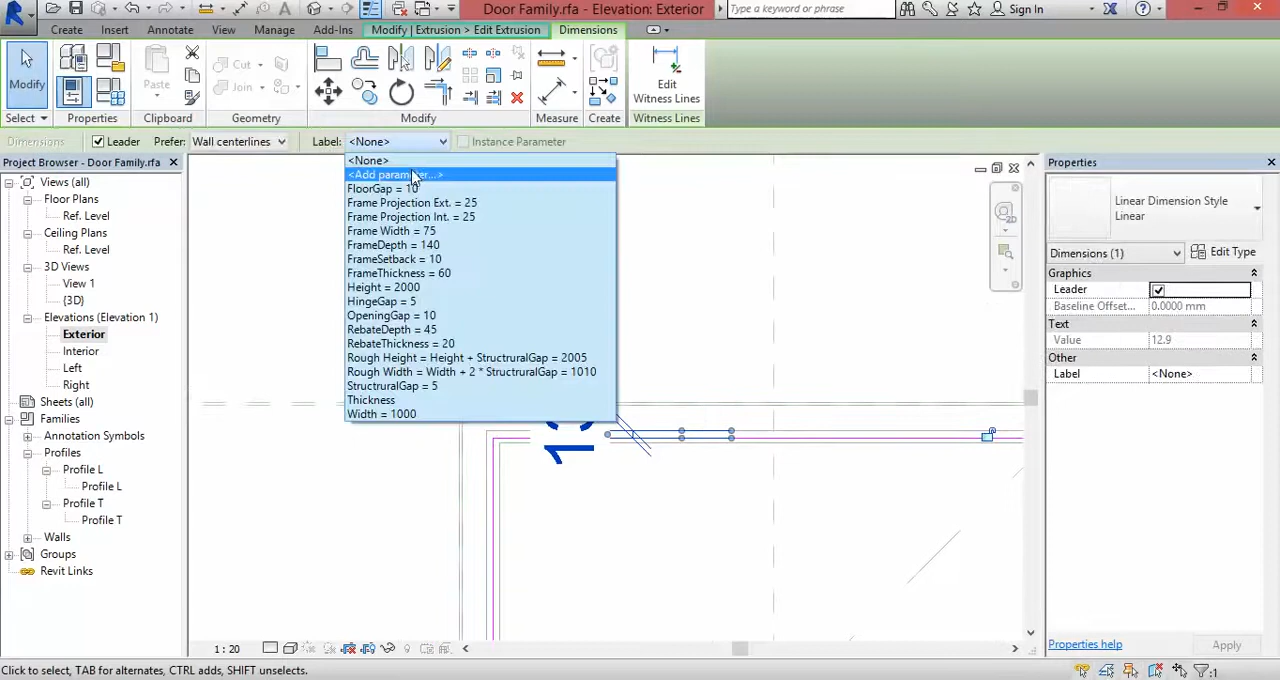 Door Family.rfa - Elevation: Exterior
Type a keyword or phrase
Sign In
Create
Insert
Annotate
View
Manage
Add-Ins
Modify | Extrusion > Edit Extrusion
Dimensions
Modify
Paste
Cut
Join
Edit
Witness Lines
Select
Properties
Clipboard
Geometry
Modify
Measure
Create
Witness Lines
Dimensions
Leader
Prefer:
Wall centerlines
Label:
<None>
Instance Parameter
Project Browser - Door Family.rfa
Views (all)
Floor Plans
Ref. Level
Ceiling Plans
Ref. Level
3D Views
View 1
{3D}
Elevations (Elevation 1)
Exterior
Interior
Left
Right
Sheets (all)
Families
Annotation Symbols
Profiles
Profile L
Profile L
Profile T
Profile T
Walls
Groups
Revit Links
<None>
<Add parameter...>
FloorGap = 10
Frame Projection Ext. = 25
Frame Projection Int. = 25
Frame Width = 75
FrameDepth = 140
FrameSetback = 10
FrameThickness = 60
Height = 2000
HingeGap = 5
OpeningGap = 10
RebateDepth = 45
RebateThickness = 20
Rough Height = Height + StructruralGap = 2005
Rough Width = Width + 2 * StructruralGap = 1010
StructruralGap = 5
Thickness
Width = 1000
Properties
Linear Dimension Style
Linear
Dimensions (1)
Edit Type
Graphics
Leader
Baseline Offset...
0.0000 mm
Text
Value
12.9
Other
Label
<None>
Properties help
Apply
1 : 20
Click to select, TAB for alternates, CTRL adds, SHIFT unselects.
:1